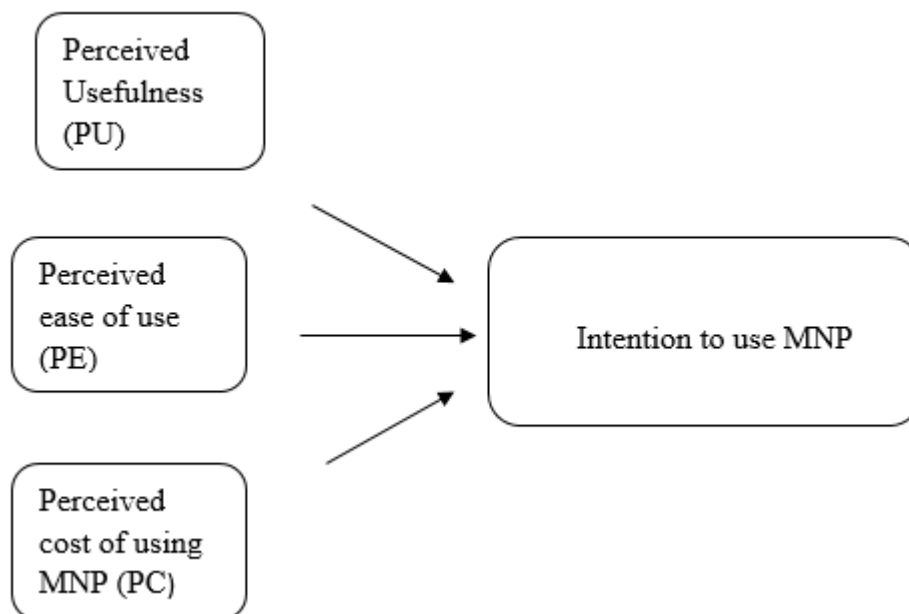 Perceived
Usefulness
(PU)
Perceived
ease of use
(PE)
Intention to use MNP
Perceived
cost of using
MNP (PC)